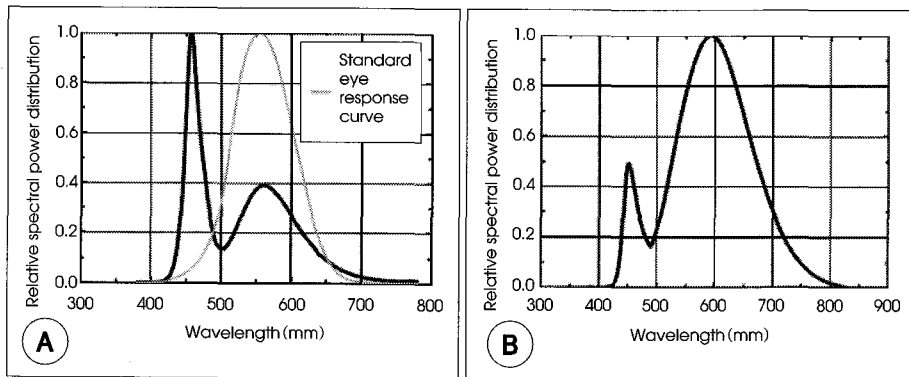 Relative spectral power distribution
1.0
0.8
0.6
0.4
0.2
0.0
300 400 500 600 700 800
Wavelength (mm)
Standard
eye
response
curve
A
Relative spectral power distribution
1.0
0.8
0.6
0.4
0.2
0.0
300 400 500 600 700 800 900
Wavelength (mm)
B